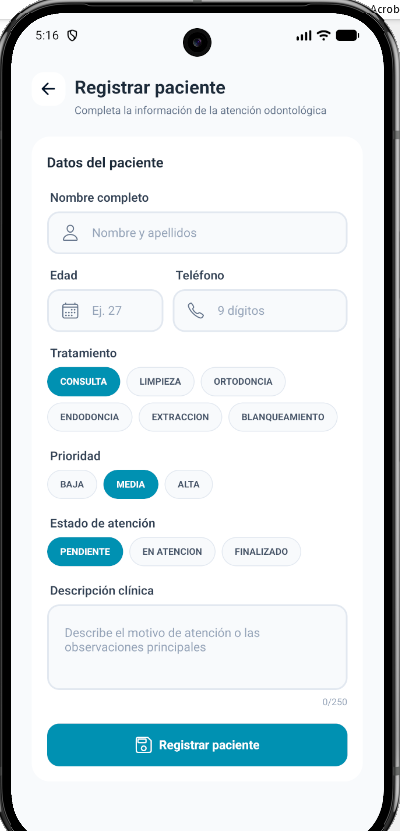 Acrob
5:16
Registrar paciente
Completa la información de la atención odontológica
Datos del paciente
Nombre completo
Nombre y apellidos
Edad Teléfono
Ej. 27 9 dígitos
Tratamiento
CONSULTA LIMPIEZA ORTODONCIA
ENDODONCIA EXTRACCION BLANQUEAMIENTO
Prioridad
BAJA MEDIA ALTA
Estado de atención
PENDIENTE EN ATENCION FINALIZADO
Descripción clínica
Describe el motivo de atención o las
observaciones principales
0/250
Registrar paciente